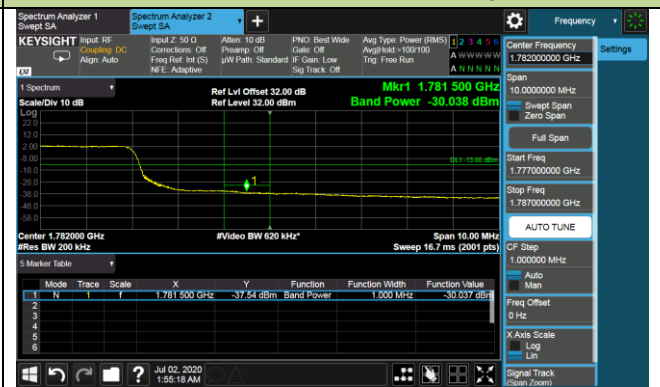 Spectrum Analyzer 1
Swept SA
Spectrum Analyzer 2
Swept SA
+
Frequency
KEYSIGHT
Input: RF
Coupling: DC
Align: Auto
Input Z: 50 Ω
Corrections: Off
Freq Ref: Int (S)
NFE: Adaptive
Atten: 10 dB
Preamp: Off
µW Path: Standard
PNO: Best Wide
Gate: Off
IF Gain: Low
Sig Track: Off
Avg Type: Power (RMS)
Avg|Hold:>100/100
Trig: Free Run
1 2 3 4 5 6
A W W W W W
A N N N N N
1 Spectrum
Scale/Div 10 dB
Ref Lvl Offset 32.00 dB
Ref Level 32.00 dBm
Mkr1 1.781 500 GHz
Band Power -30.038 dBm
Log
22.0
12.0
2.00
-8.00
-18.0
-28.0
-38.0
-48.0
-58.0
DL1 -13.00 dBm
1
Center 1.782000 GHz
#Res BW 200 kHz
#Video BW 620 kHz*
Span 10.00 MHz
Sweep 16.7 ms (2001 pts)
5 Marker Table
Mode Trace Scale X Y Function Function Width Function Value
1 N 1 f 1.781 500 GHz -37.54 dBm Band Power 1.000 MHz -30.037 dBm
2
3
4
5
6
Jul 02, 2020
1:55:18 AM
Center Frequency
1.782000000 GHz
Settings
Span
10.0000000 MHz
Swept Span
Zero Span
Full Span
Start Freq
1.777000000 GHz
Stop Freq
1.787000000 GHz
AUTO TUNE
CF Step
1.000000 MHz
Auto
Man
Freq Offset
0 Hz
X Axis Scale
Log
Lin
Signal Track
(Span Zoom)